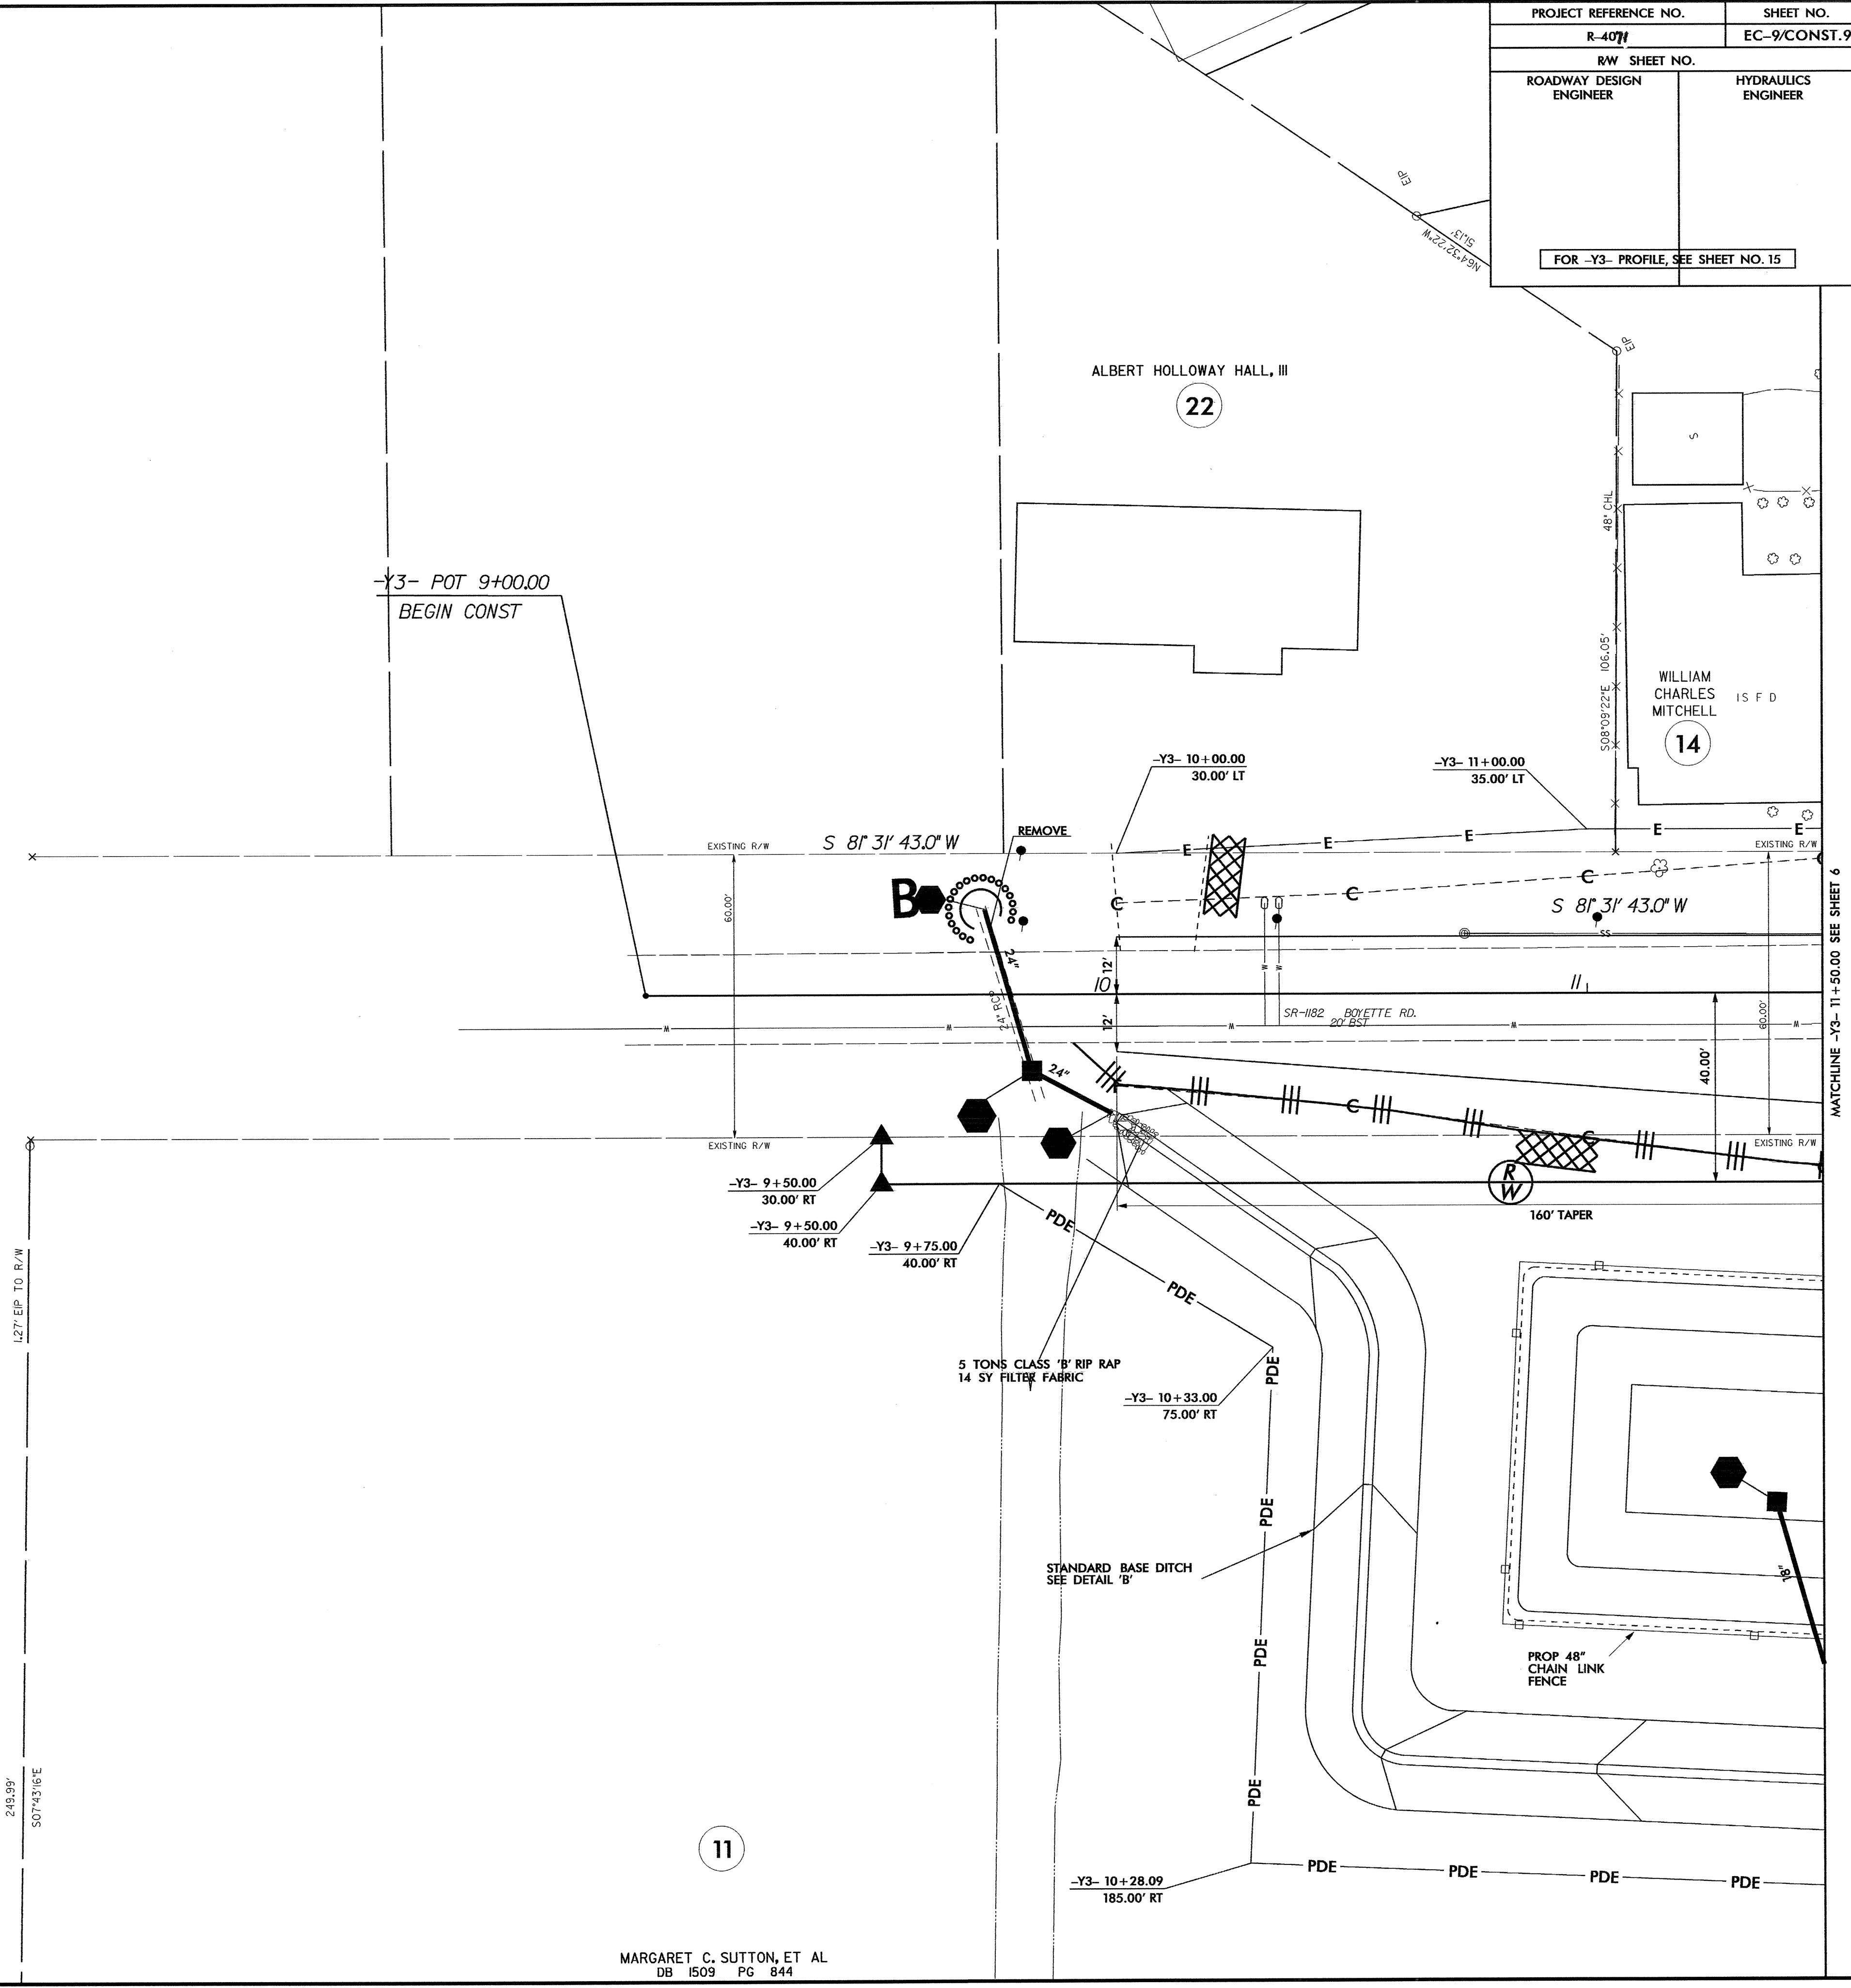 PROJECT REFERENCE NO.
SHEET NO.
R-4071
EC-9/CONST.9
R/W SHEET NO.
ROADWAY DESIGN
ENGINEER
HYDRAULICS
ENGINEER
FOR -Y3- PROFILE, SEE SHEET NO. 15
EIP
N64°32'22"W
51.13'
EIP
ALBERT HOLLOWAY HALL, III
22
S
48" CHL
-Y3- POT 9+00.00
BEGIN CONST
S08°09'22"E 106.05'
WILLIAM
CHARLES
MITCHELL
1 S F D
14
-Y3- 10+00.00
30.00' LT
-Y3- 11+00.00
35.00' LT
REMOVE
S 81° 31' 43.0" W
EXISTING R/W
E E E E E
EXISTING R/W
60.00'
B
C C C
S 81° 31' 43.0" W
SS
24"
24" RCP
10
12'
11
W W
SR-1182 BOYETTE RD.
20' BST
12'
60.00'
W W W W W
MATCHLINE -Y3- 11+50.00 SEE SHEET 6
24"
40.00'
C C
EXISTING R/W
EXISTING R/W
R
W
160' TAPER
-Y3- 9+50.00
30.00' RT
-Y3- 9+50.00
40.00' RT
-Y3- 9+75.00
40.00' RT
PDE
PDE
1.27' EIP TO R/W
5 TONS CLASS 'B' RIP RAP
14 SY FILTER FABRIC
PDE
-Y3- 10+33.00
75.00' RT
PDE
STANDARD BASE DITCH
SEE DETAIL 'B'
18"
PDE
PROP 48"
CHAIN LINK
FENCE
249.99'
S07°43'16"E
PDE
11
PDE PDE PDE PDE
-Y3- 10+28.09
185.00' RT
MARGARET C. SUTTON, ET AL
DB 1509 PG 844